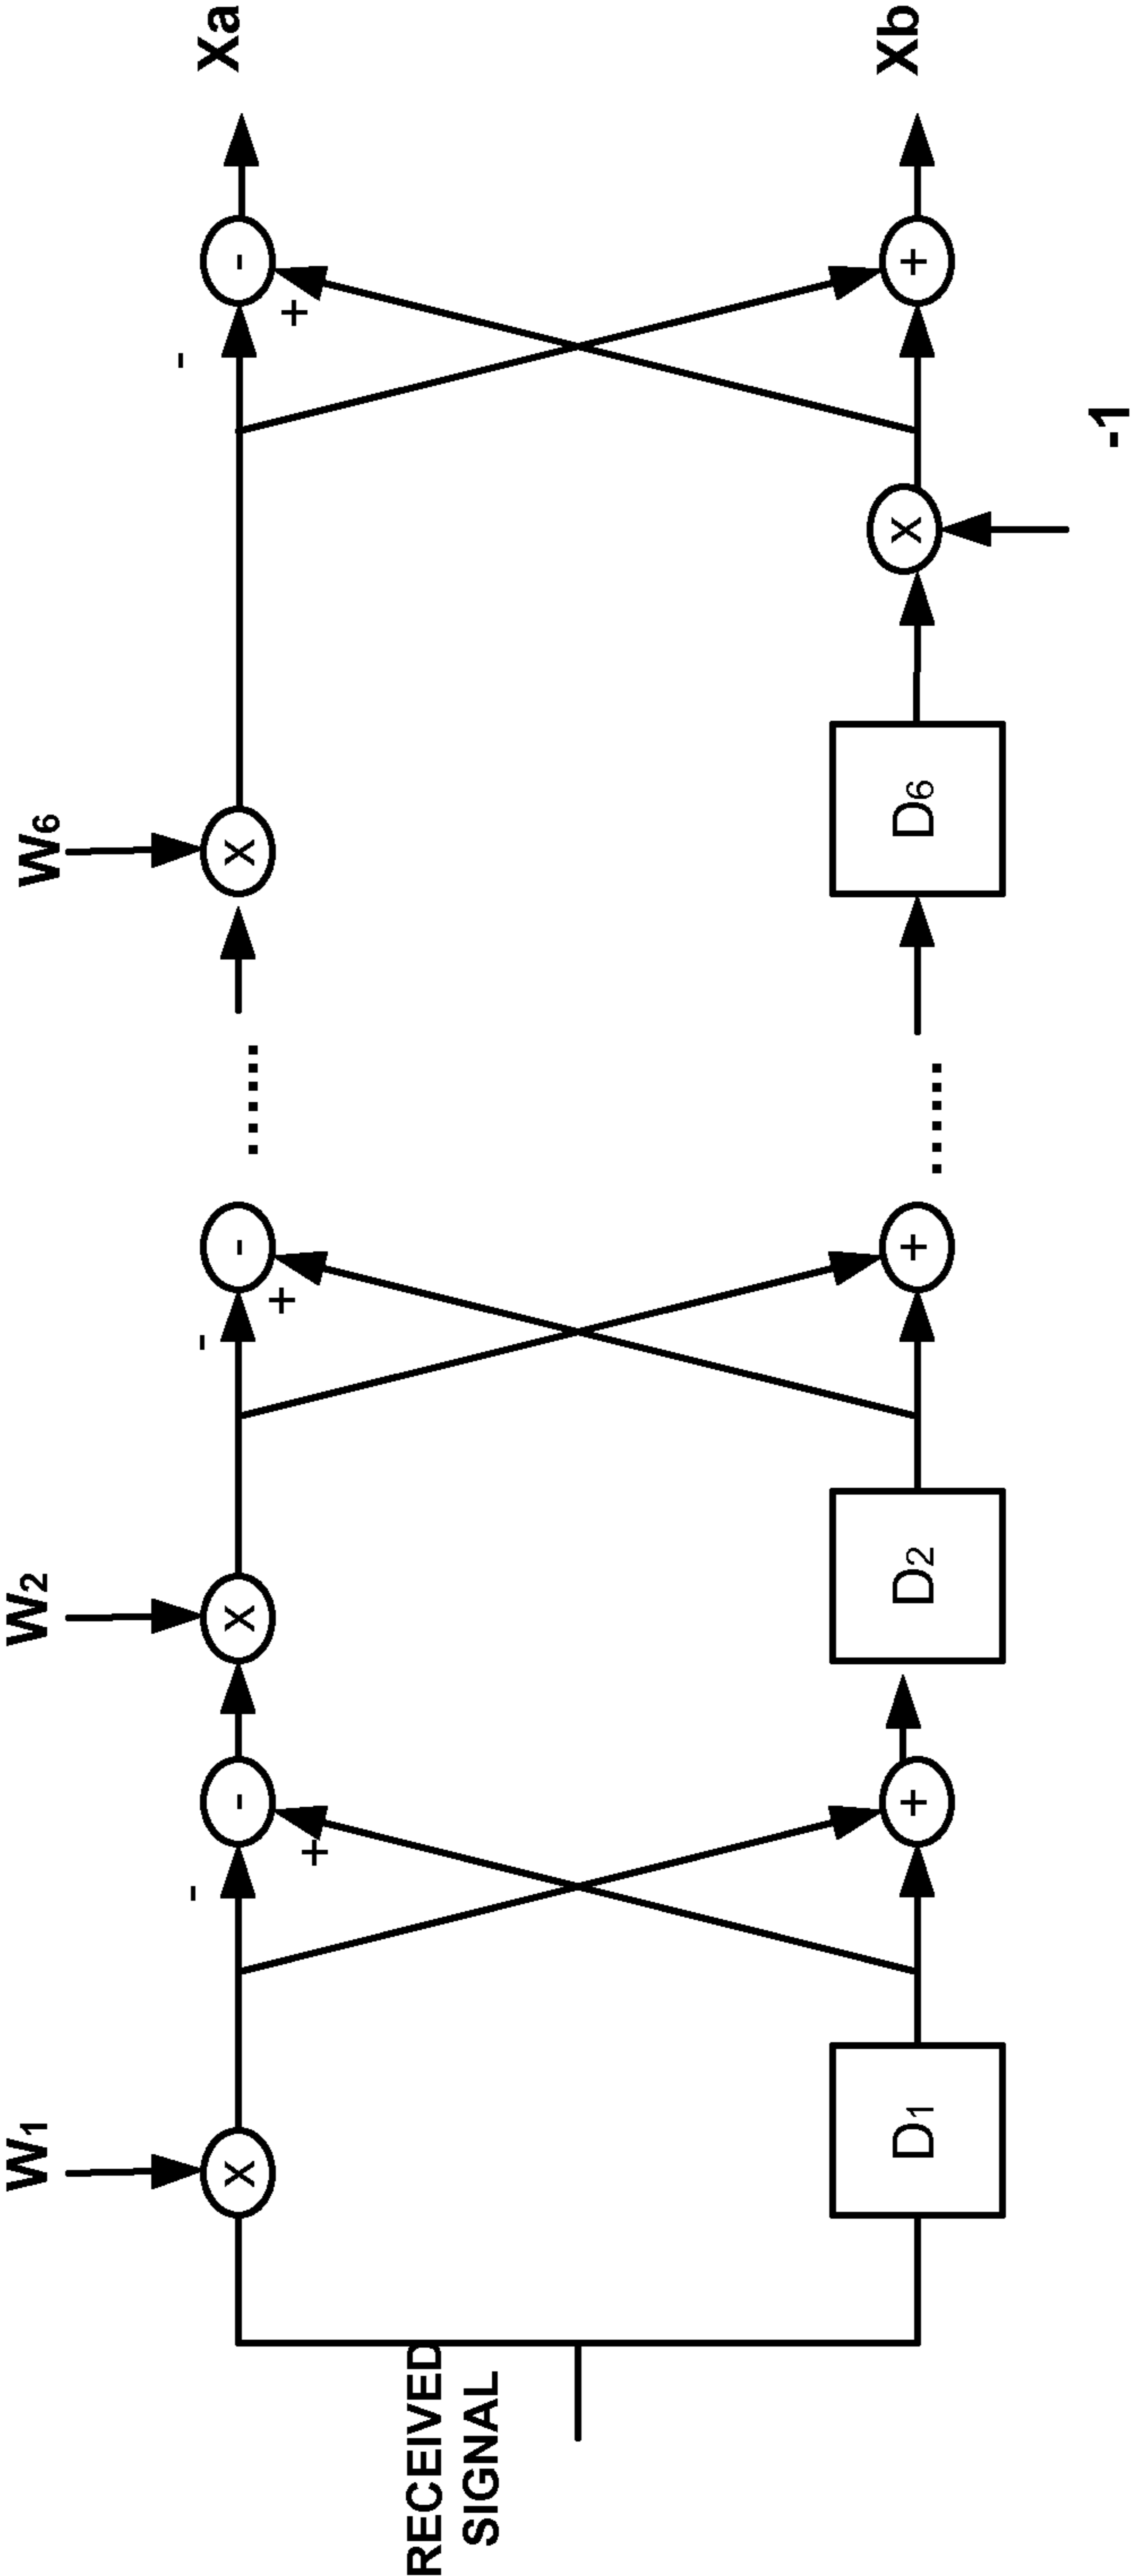 W₁
W₂
W₆
RECEIVED
SIGNAL
X
-
-
+
X
-
-
+
.......
X
-
-
+
Xa
D₁
+
D₂
+
.......
D₆
X
-1
+
Xb